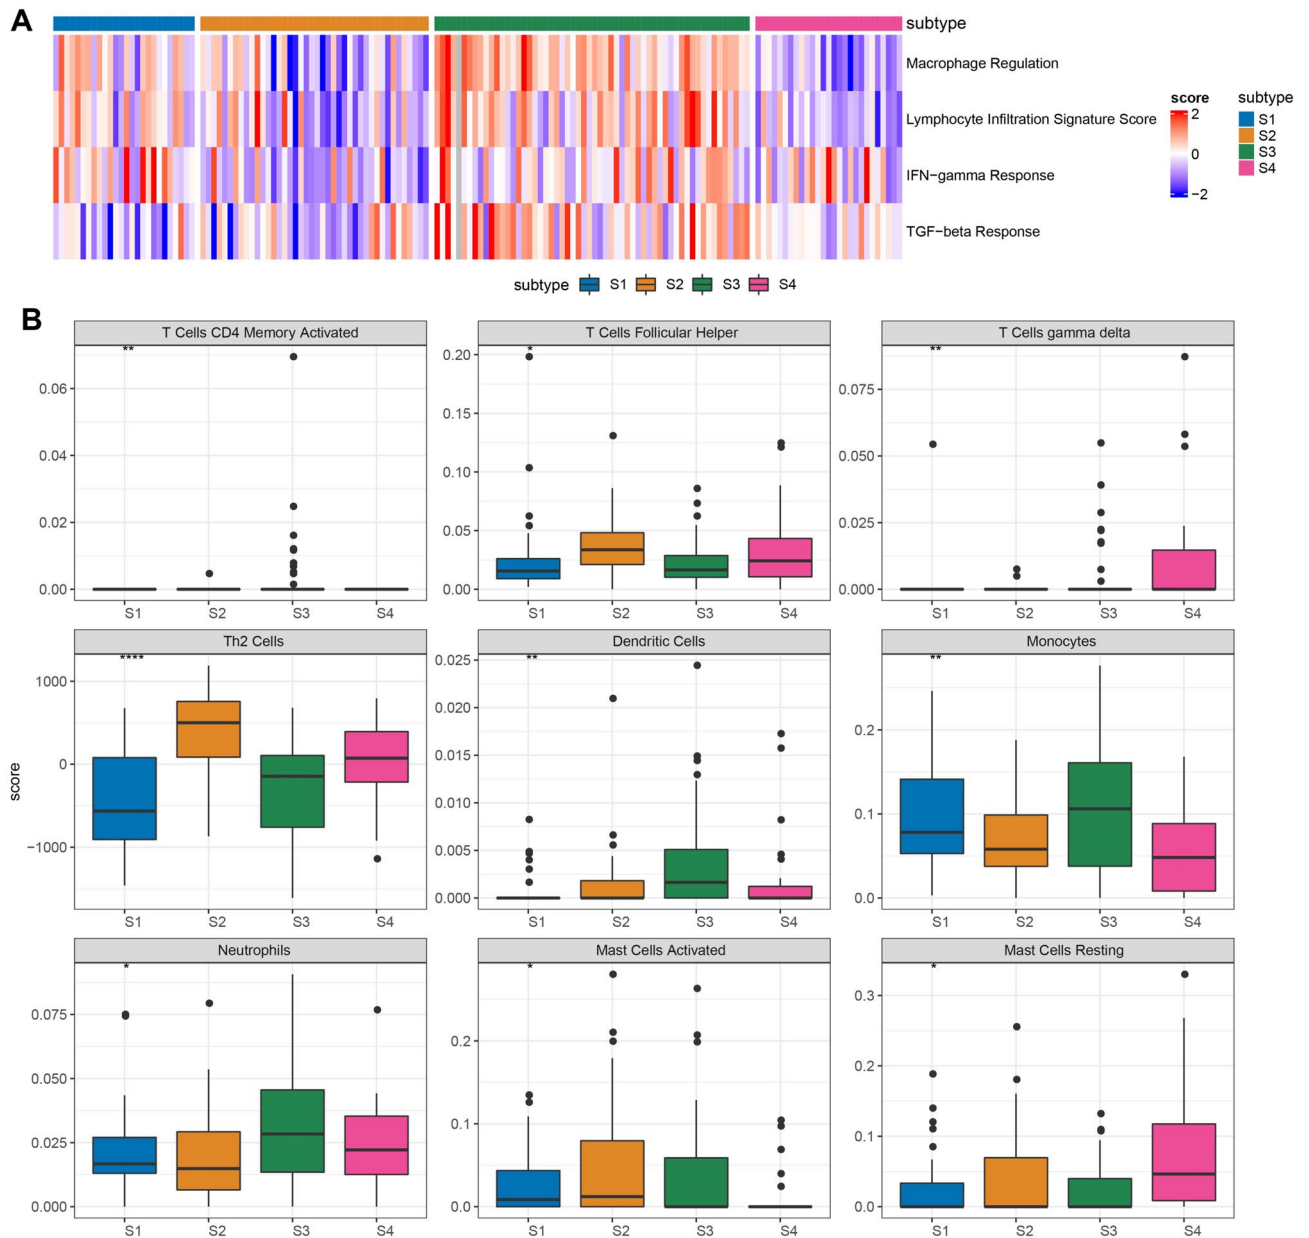 A
subtype
Macrophage Regulation
Lymphocyte Infiltration Signature Score
IFN−gamma Response
TGF−beta Response
score
2
1
0
−1
−2
subtype
S1
S2
S3
S4
subtype S1 S2 S3 S4
B
T Cells CD4 Memory Activated
**
0.06
0.04
0.02
0.00
S1 S2 S3 S4
T Cells Follicular Helper
*
0.20
0.15
0.10
0.05
0.00
S1 S2 S3 S4
T Cells gamma delta
**
0.075
0.050
0.025
0.000
S1 S2 S3 S4
score
Th2 Cells
****
1000
0
−1000
S1 S2 S3 S4
Dendritic Cells
**
0.025
0.020
0.015
0.010
0.005
0.000
S1 S2 S3 S4
Monocytes
**
0.2
0.1
0.0
S1 S2 S3 S4
Neutrophils
*
0.075
0.050
0.025
0.000
S1 S2 S3 S4
Mast Cells Activated
*
0.2
0.1
0.0
S1 S2 S3 S4
Mast Cells Resting
*
0.3
0.2
0.1
0.0
S1 S2 S3 S4